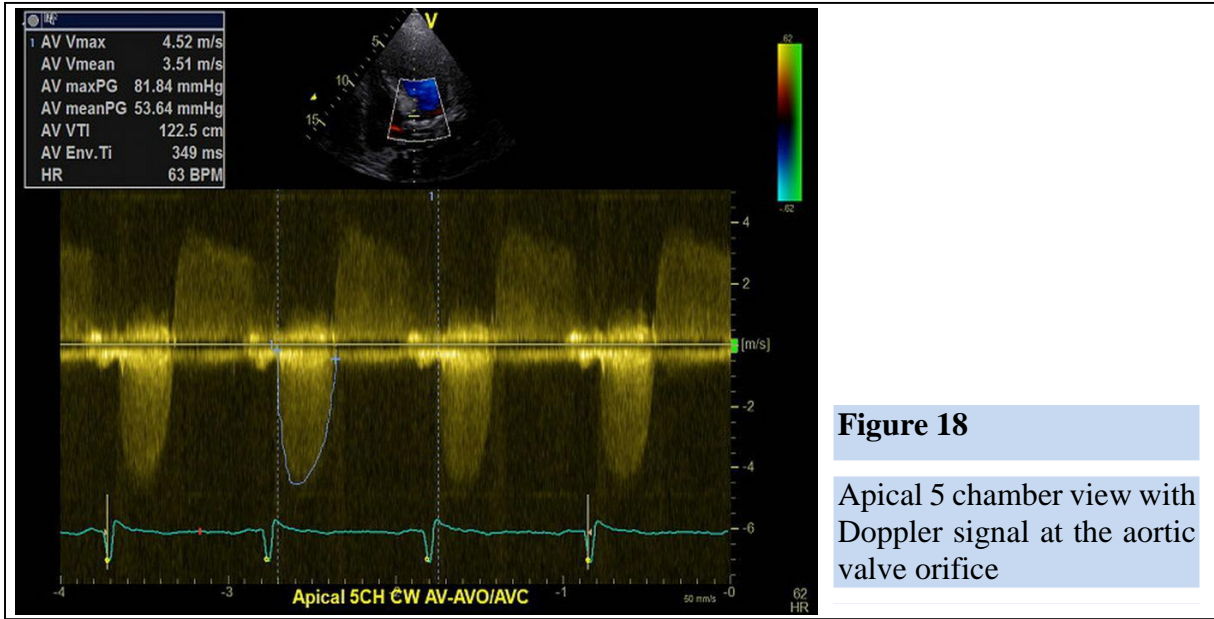 1 AV Vmax 4.52 m/s
AV Vmean 3.51 m/s
AV maxPG 81.84 mmHg
AV meanPG 53.64 mmHg
AV VTI 122.5 cm
AV Env.Ti 349 ms
HR 63 BPM
V
5
10
15
.62
-.62
1
4
2
[m/s]
-2
-4
-6
-4
-3
-1
-0
Apical 5CH CW AV-AVO/AVC
50 mm/s
62
HR
Figure 18
Apical 5 chamber view with
Doppler signal at the aortic
valve orifice